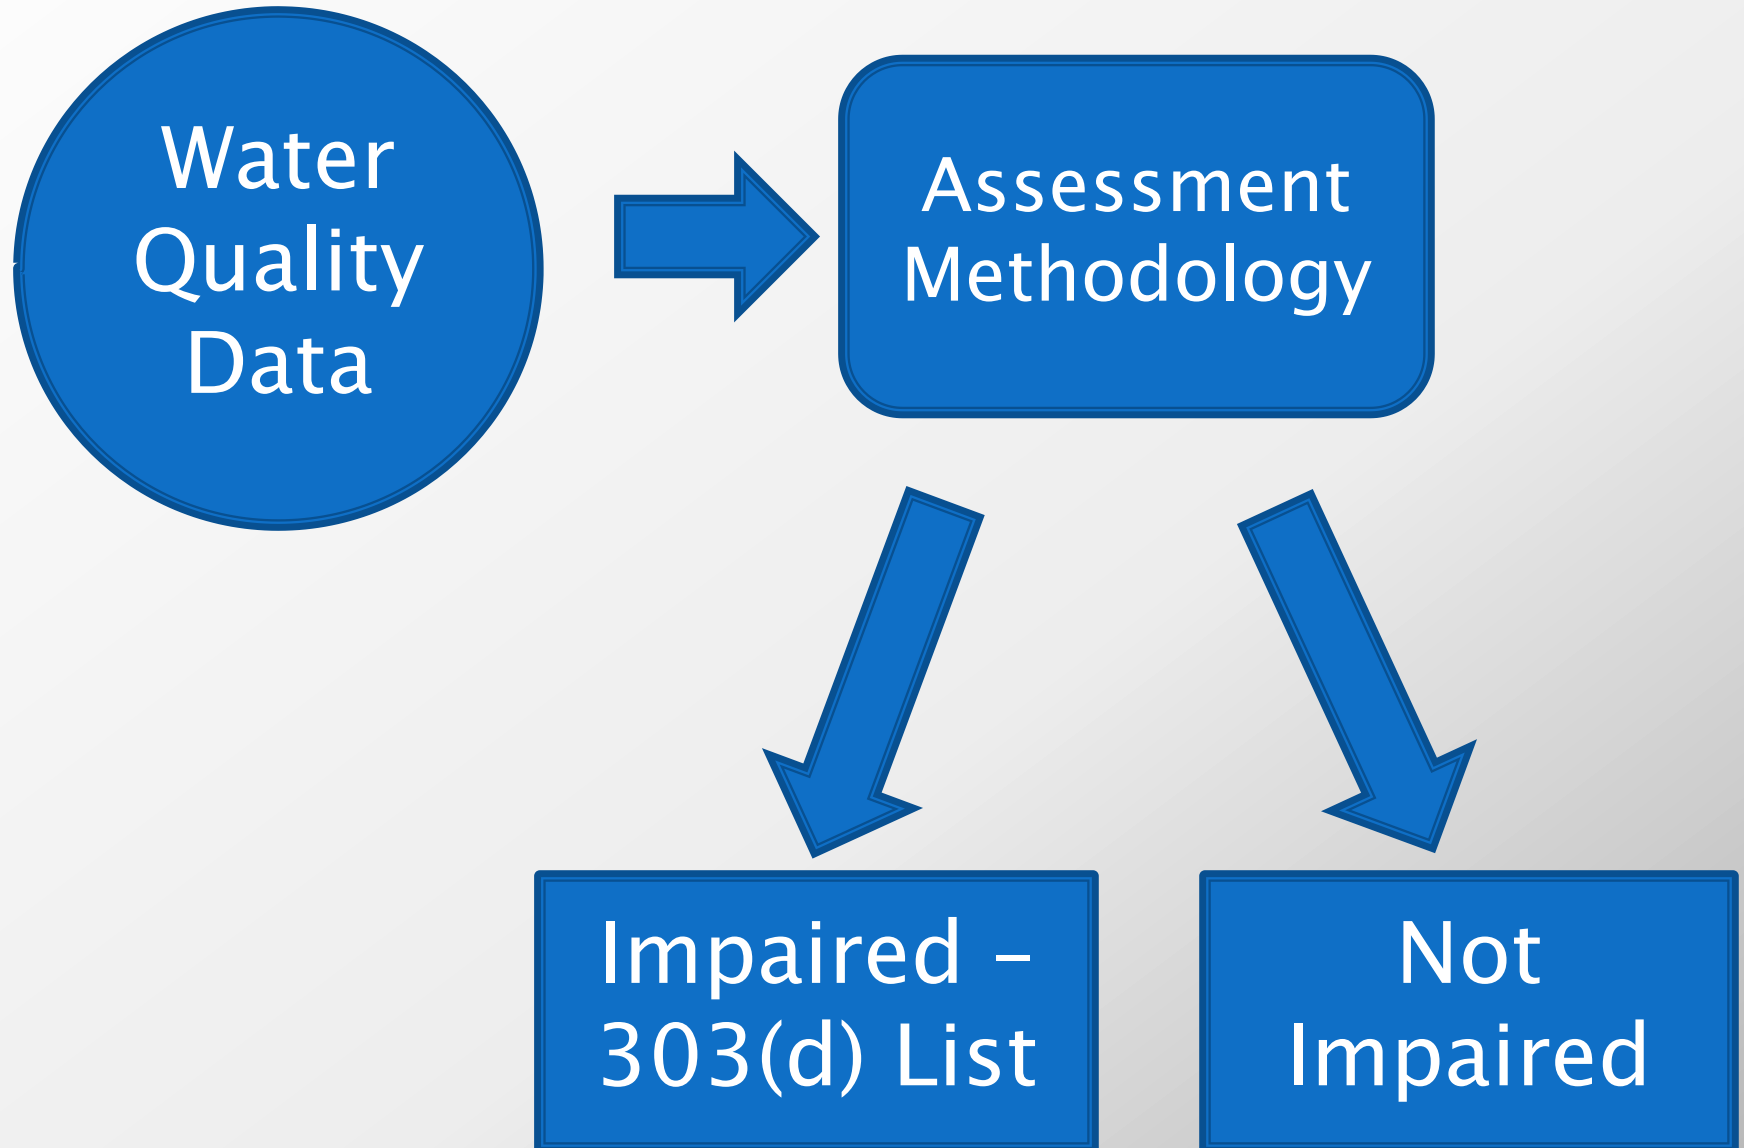 Water
Quality
Data
Assessment
Methodology
Impaired –
303(d) List
Not
Impaired